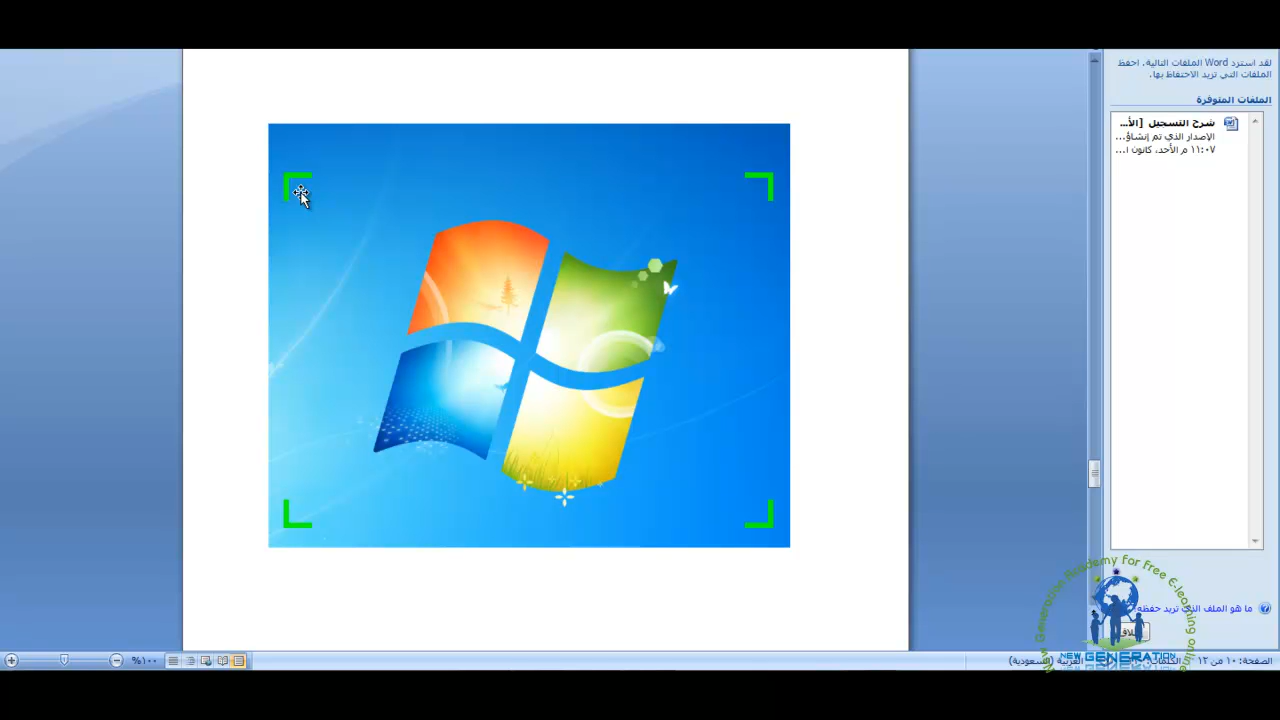 لقد استرد Word الملفات التالية. احفظ
الملفات التي تريد الاحتفاظ بها.
الملفات المتوفرة
شرح التسجيل [الأ...
الإصدار الذي تم إنشاؤ...
١١:٠٧ م الأحد، كانون ا...
New Generation Academy for Free E-learning online
ما هو الملف الذي تريد حفظه؟
NEW GENERATION
الصفحة: ١٠ من ١٢
الكلمات:
العربية (السعودية)
%١٠٠